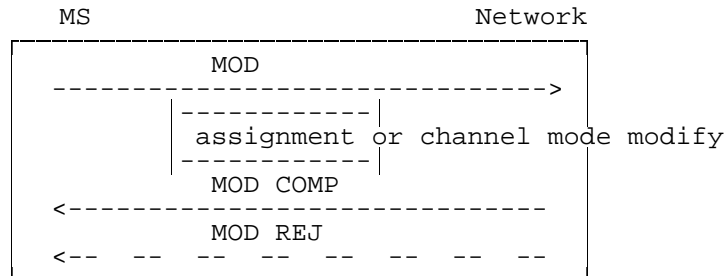 MS Network
MOD
assignment or channel mode modify
MOD COMP
MOD REJ